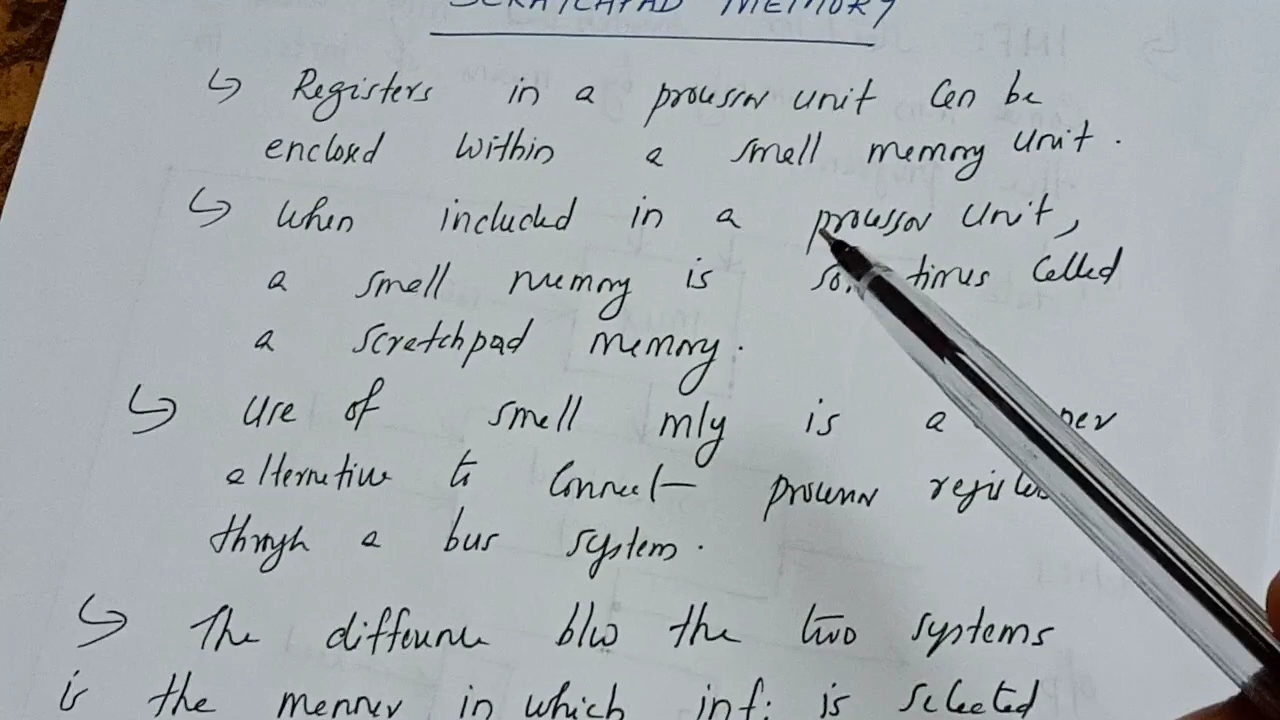 SCRATCHPAD MEMORY
↳ Registers in a processor unit can be
enclosed within a small memory unit.
↳ When included in a processor unit,
a small memory is times called
a scratchpad memory.
↳ Use of small mly is a
alternative to connect processor
through a bus system.
↳ The difference b/w the two systems
is the manner in which inf: is selected